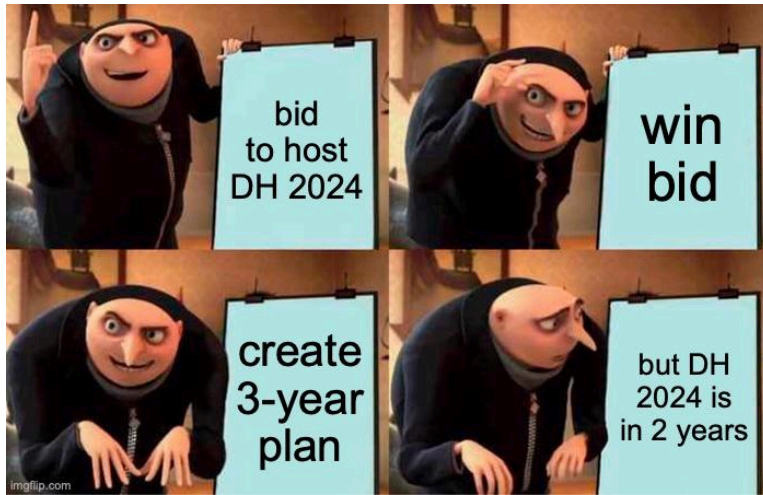 bid
to host
DH 2024
win
bid
create
3-year
plan
but DH
2024 is
in 2 years
imgflip.com